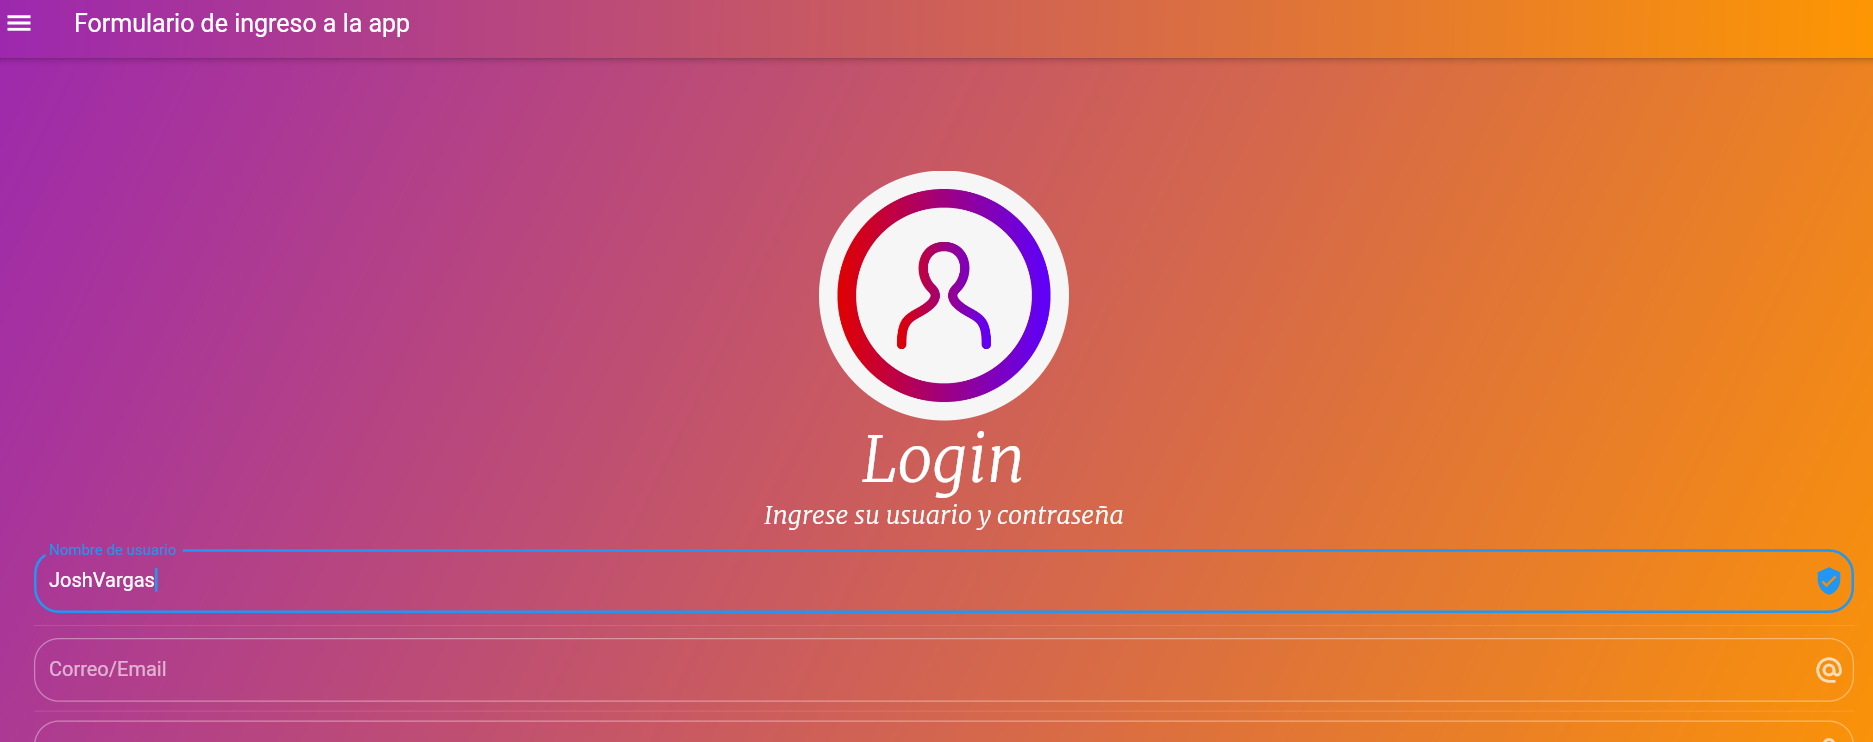 Formulario de ingreso a la app
Login
Ingrese su usuario y contraseña
Nombre de usuario
JoshVargas
Correo/Email